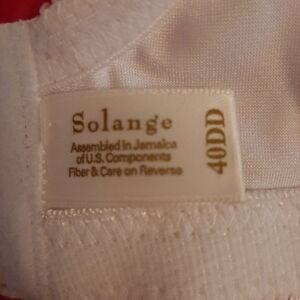 Solange
Assembled in Jamaica
of U.S. Components
Fiber & Care on Reverse
40DD